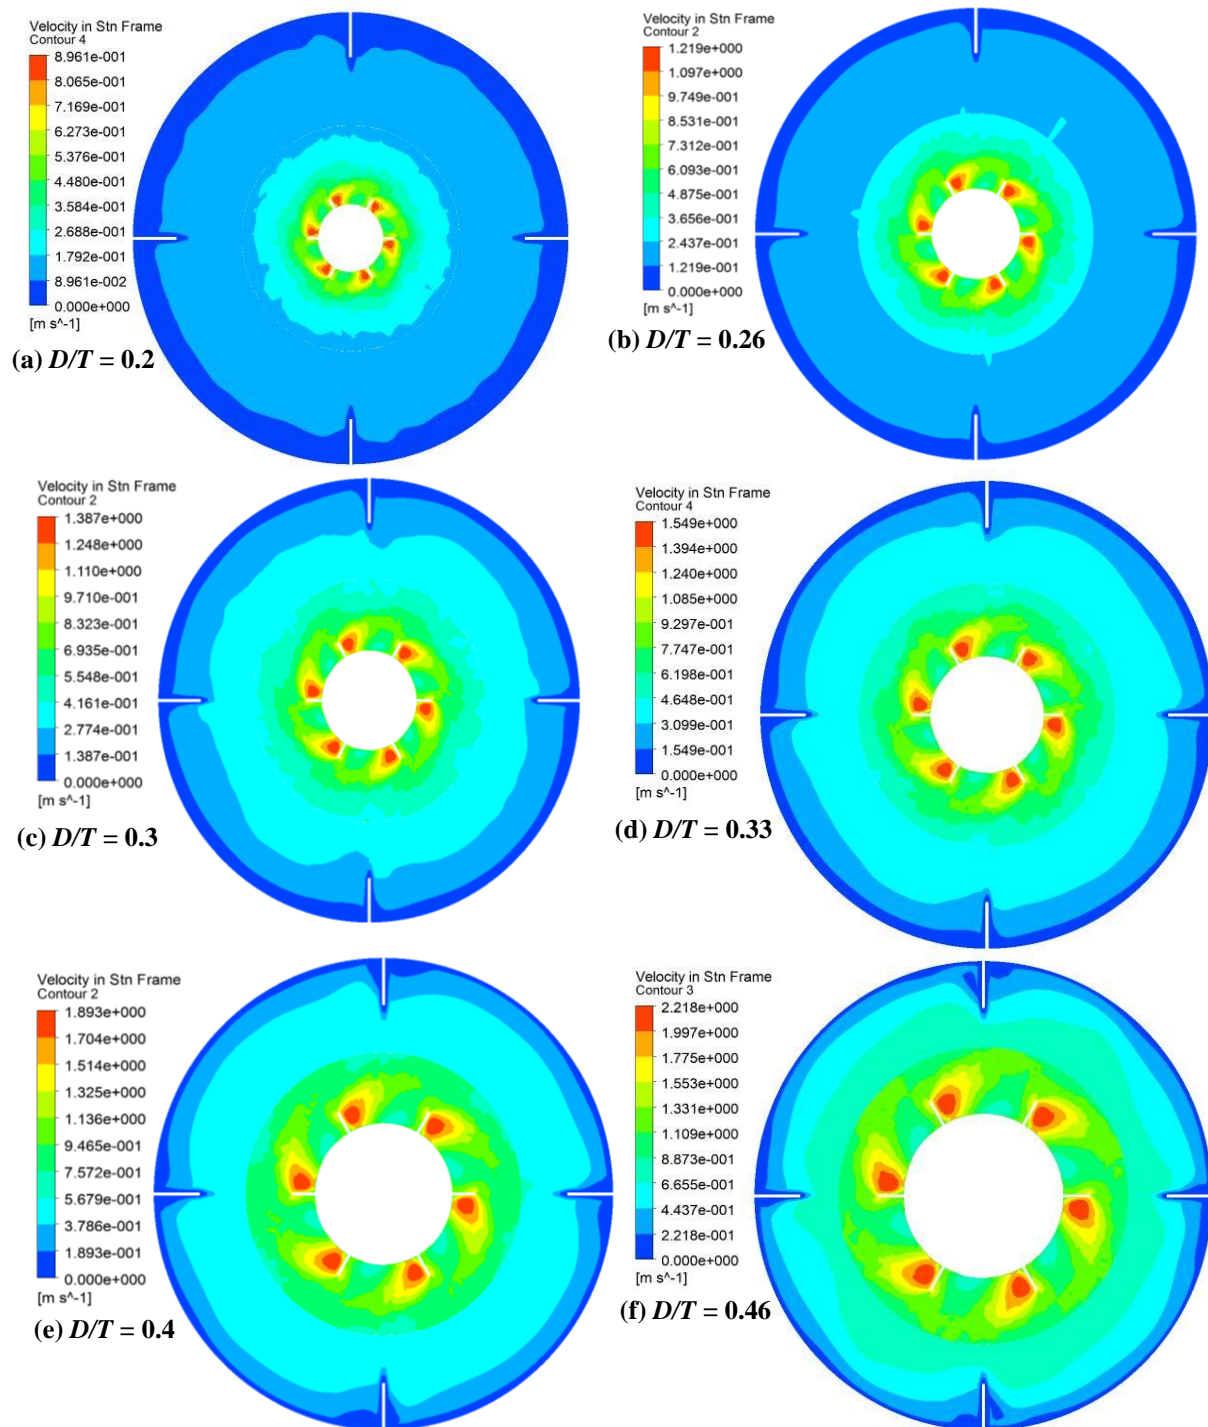 Velocity in Stn Frame
Contour 4
8.961e-001
8.065e-001
7.169e-001
6.273e-001
5.376e-001
4.480e-001
3.584e-001
2.688e-001
1.792e-001
8.961e-002
0.000e+000
[m s^-1]
(a) D/T = 0.2
Velocity in Stn Frame
Contour 2
1.219e+000
1.097e+000
9.749e-001
8.531e-001
7.312e-001
6.093e-001
4.875e-001
3.656e-001
2.437e-001
1.219e-001
0.000e+000
[m s^-1]
(b) D/T = 0.26
Velocity in Stn Frame
Contour 2
1.387e+000
1.248e+000
1.110e+000
9.710e-001
8.323e-001
6.935e-001
5.548e-001
4.161e-001
2.774e-001
1.387e-001
0.000e+000
[m s^-1]
(c) D/T = 0.3
Velocity in Stn Frame
Contour 4
1.549e+000
1.394e+000
1.240e+000
1.085e+000
9.297e-001
7.747e-001
6.198e-001
4.648e-001
3.099e-001
1.549e-001
0.000e+000
[m s^-1]
(d) D/T = 0.33
Velocity in Stn Frame
Contour 2
1.893e+000
1.704e+000
1.514e+000
1.325e+000
1.136e+000
9.465e-001
7.572e-001
5.679e-001
3.786e-001
1.893e-001
0.000e+000
[m s^-1]
(e) D/T = 0.4
Velocity in Stn Frame
Contour 3
2.218e+000
1.997e+000
1.775e+000
1.553e+000
1.331e+000
1.109e+000
8.873e-001
6.655e-001
4.437e-001
2.218e-001
0.000e+000
[m s^-1]
(f) D/T = 0.46